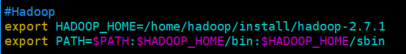 #Hadoop
export HADOOP_HOME=/home/hadoop/install/hadoop-2.7.1
export PATH=$PATH:$HADOOP_HOME/bin:$HADOOP_HOME/sbin